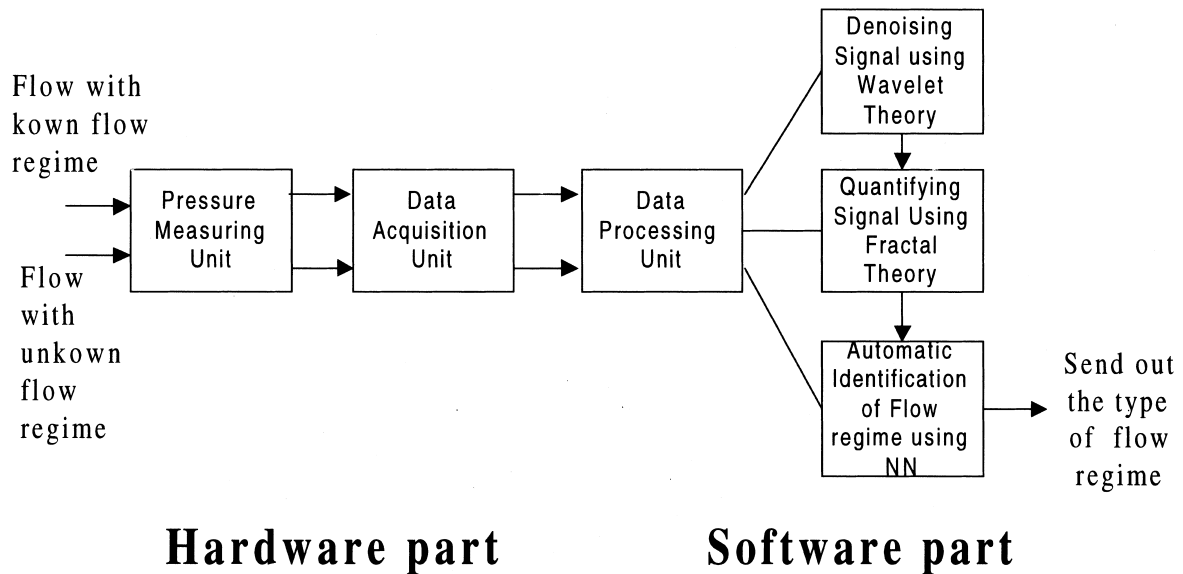 Flow with
kown flow
regime
Flow
with
unkown
flow
regime
Pressure
Measuring
Unit
Data
Acquisition
Unit
Data
Processing
Unit
Denoising
Signal using
Wavelet
Theory
Quantifying
Signal Using
Fractal
Theory
Automatic
Identification
of Flow
regime using
NN
Send out
the type
of flow
regime
Hardware part
Software part